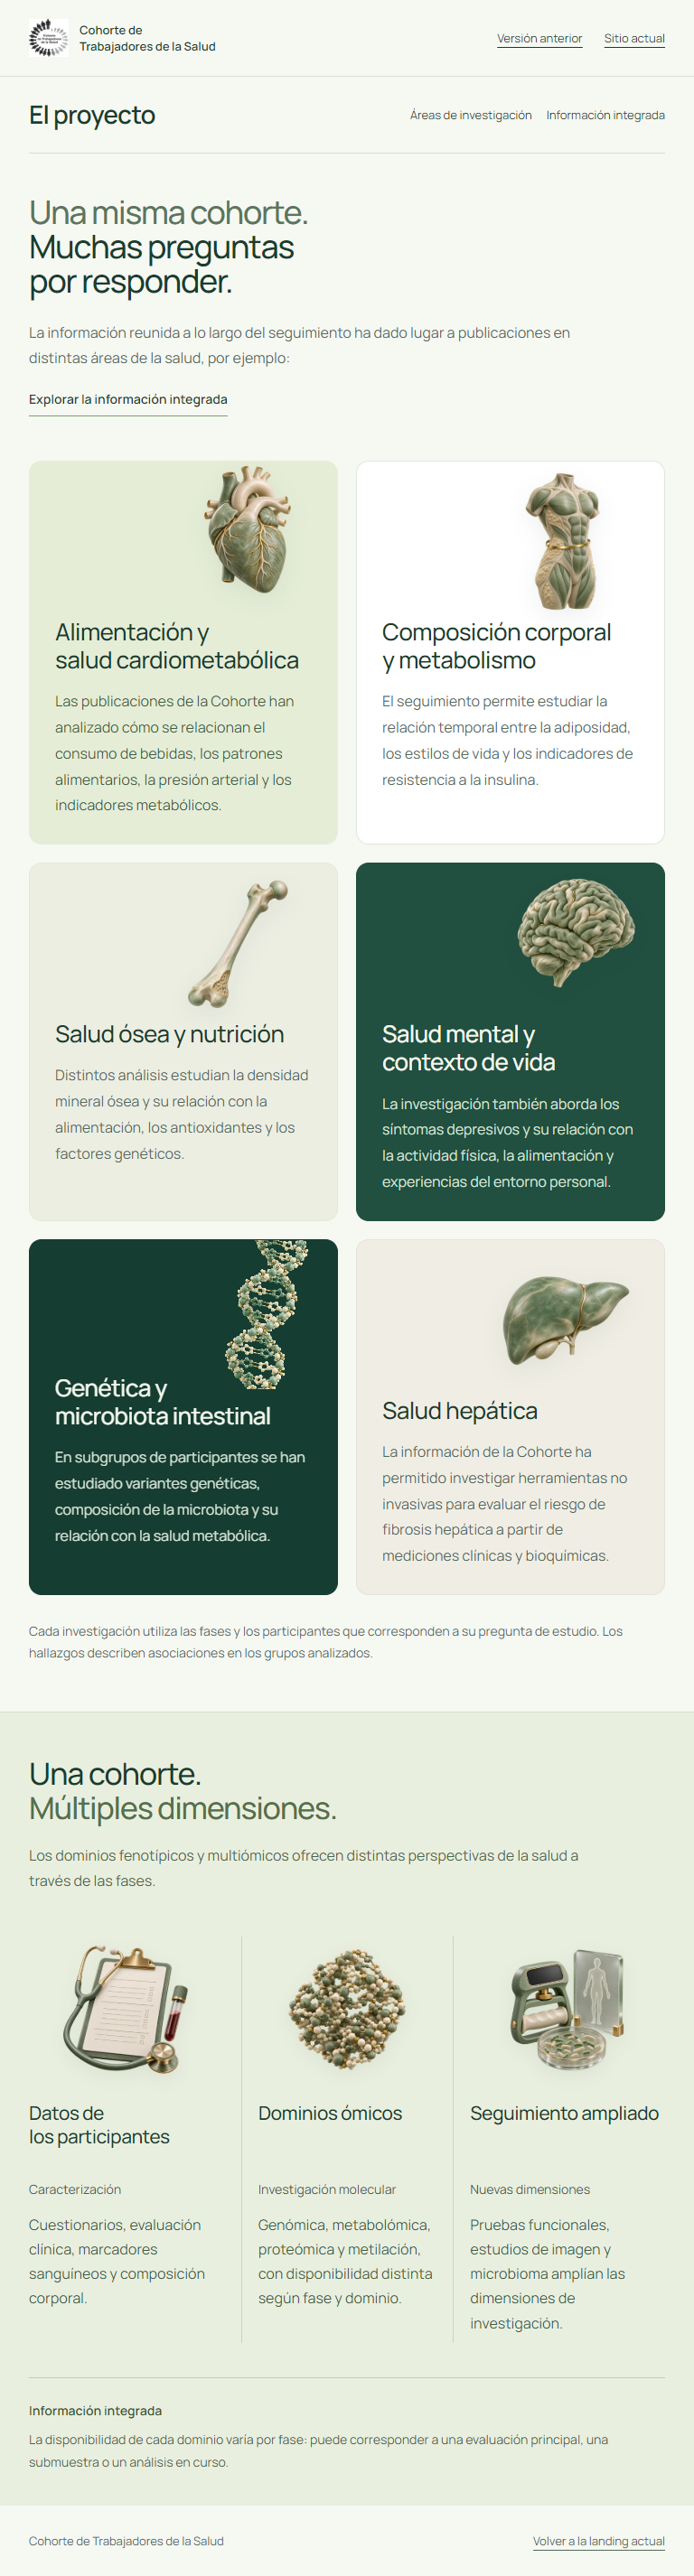 Cohorte de
Trabajadores de la Salud
Versión anterior
Sitio actual
El proyecto
Áreas de investigación
Información integrada
Una misma cohorte.
Muchas preguntas
por responder.
La información reunida a lo largo del seguimiento ha dado lugar a publicaciones en
distintas áreas de la salud, por ejemplo:
Explorar la información integrada
Alimentación y
salud cardiometabólica
Las publicaciones de la Cohorte han
analizado cómo se relacionan el
consumo de bebidas, los patrones
alimentarios, la presión arterial y los
indicadores metabólicos.
Composición corporal
y metabolismo
El seguimiento permite estudiar la
relación temporal entre la adiposidad,
los estilos de vida y los indicadores de
resistencia a la insulina.
Salud ósea y nutrición
Distintos análisis estudian la densidad
mineral ósea y su relación con la
alimentación, los antioxidantes y los
factores genéticos.
Salud mental y
contexto de vida
La investigación también aborda los
síntomas depresivos y su relación con
la actividad física, la alimentación y
experiencias del entorno personal.
Genética y
microbiota intestinal
En subgrupos de participantes se han
estudiado variantes genéticas,
composición de la microbiota y su
relación con la salud metabólica.
Salud hepática
La información de la Cohorte ha
permitido investigar herramientas no
invasivas para evaluar el riesgo de
fibrosis hepática a partir de
mediciones clínicas y bioquímicas.
Cada investigación utiliza las fases y los participantes que corresponden a su pregunta de estudio. Los
hallazgos describen asociaciones en los grupos analizados.
Una cohorte.
Múltiples dimensiones.
Los dominios fenotípicos y multiómicos ofrecen distintas perspectivas de la salud a
través de las fases.
Datos de
los participantes
Caracterización
Cuestionarios, evaluación
clínica, marcadores
sanguíneos y composición
corporal.
Dominios ómicos
Investigación molecular
Genómica, metabolómica,
proteómica y metilación,
con disponibilidad distinta
según fase y dominio.
Seguimiento ampliado
Nuevas dimensiones
Pruebas funcionales,
estudios de imagen y
microbioma amplían las
dimensiones de
investigación.
Información integrada
La disponibilidad de cada dominio varía por fase: puede corresponder a una evaluación principal, una
submuestra o un análisis en curso.
Cohorte de Trabajadores de la Salud
Volver a la landing actual